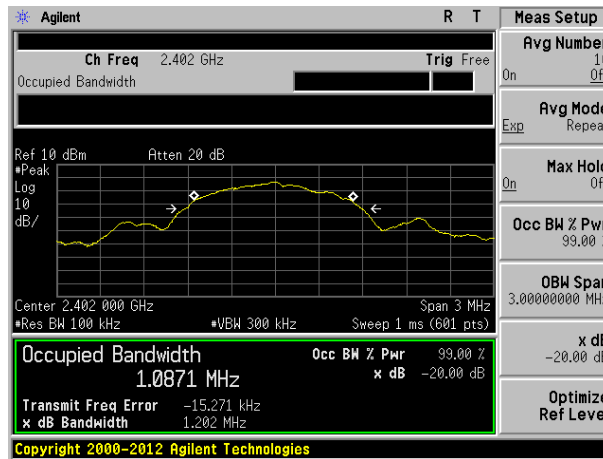 Agilent R T
Ch Freq 2.402 GHz Trig Free
Occupied Bandwidth
Ref 10 dBm Atten 20 dB
#Peak
Log
10
dB/
Center 2.402 000 GHz Span 3 MHz
#Res BW 100 kHz #VBW 300 kHz Sweep 1 ms (601 pts)
Occupied Bandwidth Occ BW % Pwr 99.00 %
1.0871 MHz x dB -20.00 dB
Transmit Freq Error -15.271 kHz
x dB Bandwidth 1.202 MHz
Copyright 2000-2012 Agilent Technologies
Meas Setup
Avg Number
On
Avg Mode
Exp Repea
Max Hold
On Of
Occ BW % Pwr
99.00
OBW Span
3.00000000 MH
x dB
-20.00 dB
Optimize
Ref Leve